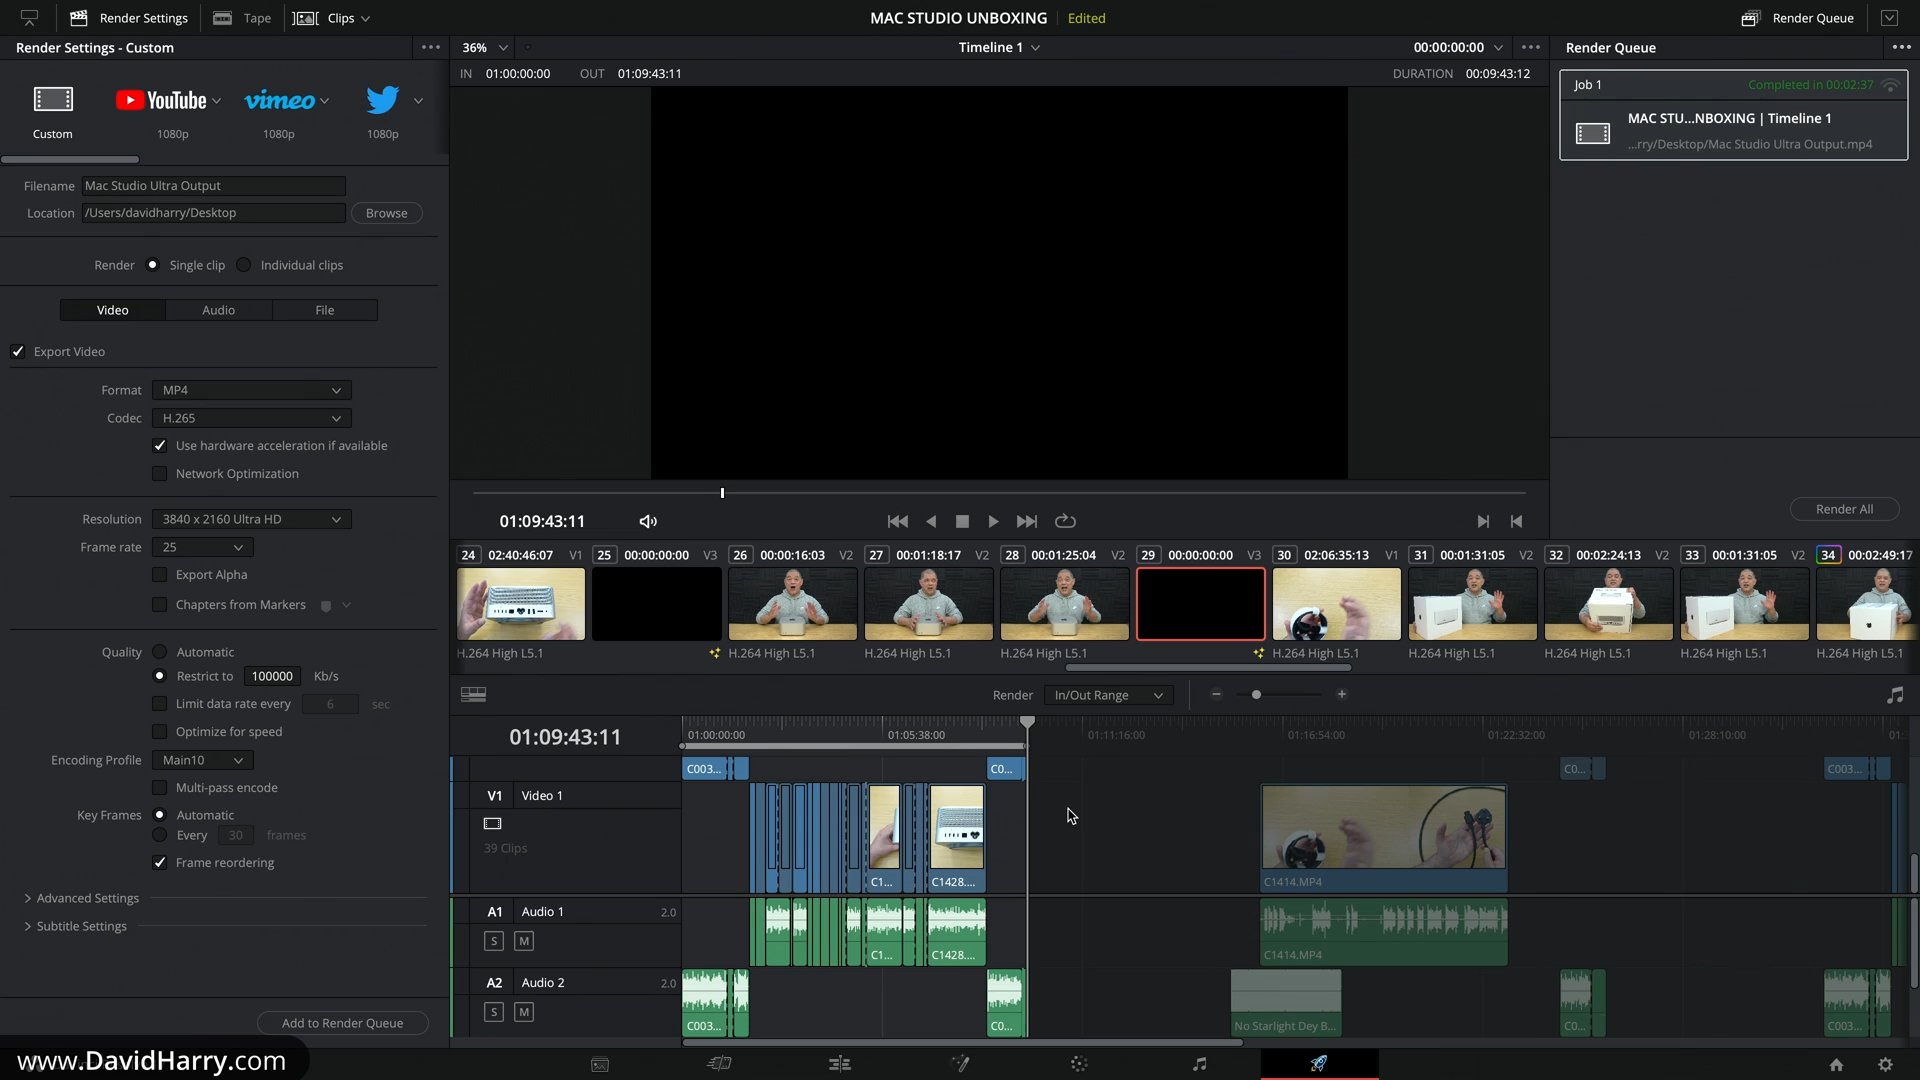 Render Settings
Tape
Clips
MAC STUDIO UNBOXING
Edited
Render Queue
Render Settings - Custom
36%
Timeline 1
00:00:00:00
Render Queue
IN 01:00:00:00 OUT 01:09:43:11
DURATION 00:09:43:12
YouTube
vimeo
Custom
1080p
1080p
1080p
Job 1
Completed in 00:02:37
MAC STU...NBOXING | Timeline 1
...rry/Desktop/Mac Studio Ultra Output.mp4
Filename Mac Studio Ultra Output
Location /Users/davidharry/Desktop Browse
Render Single clip Individual clips
Video Audio File
Export Video
Format MP4
Codec H.265
Use hardware acceleration if available
Network Optimization
Resolution 3840 x 2160 Ultra HD
Frame rate 25
Export Alpha
Chapters from Markers
Quality Automatic
Restrict to 100000 Kb/s
Limit data rate every 6 sec
Optimize for speed
Encoding Profile Main10
Multi-pass encode
Key Frames Automatic
Every 30 frames
Frame reordering
Advanced Settings
Subtitle Settings
Add to Render Queue
Render All
01:09:43:11
24 02:40:46:07 V1
25 00:00:00:00 V3
26 00:00:16:03 V2
27 00:01:18:17 V2
28 00:01:25:04 V2
29 00:00:00:00 V3
30 02:06:35:13 V1
31 00:01:31:05 V2
32 00:02:24:13 V2
33 00:01:31:05 V2
34 00:02:49:17
H.264 High L5.1
H.264 High L5.1
H.264 High L5.1
H.264 High L5.1
H.264 High L5.1
H.264 High L5.1
H.264 High L5.1
H.264 High L5.1
H.264 High L5.1
Render In/Out Range
01:09:43:11
01:00:00:00
01:05:38:00
01:11:16:00
01:16:54:00
01:22:32:00
01:28:10:00
01:
C003...
C0...
C0...
C003...
V1 Video 1
39 Clips
C1...
C1428....
C1414.MP4
A1 Audio 1 2.0
S M
C1...
C1428....
C1414.MP4
A2 Audio 2 2.0
S M
C003...
C0...
No Starlight Dey B...
C0...
C003...
www.DavidHarry.com